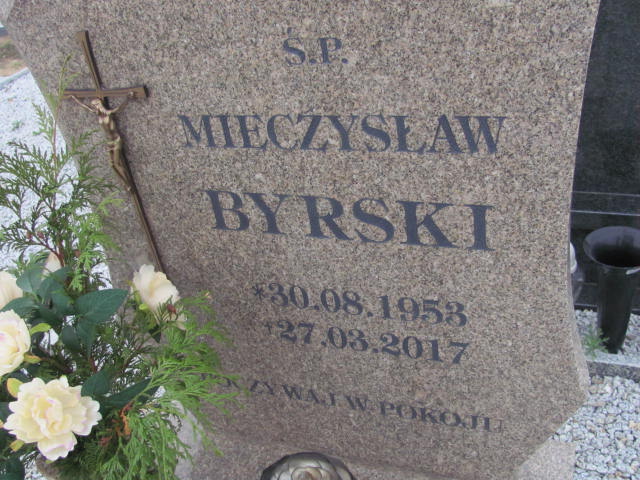 Ś.P.
MIECZYSŁAW
BYRSKI
*30.08.1953
†27.03.2017
W POKOJU